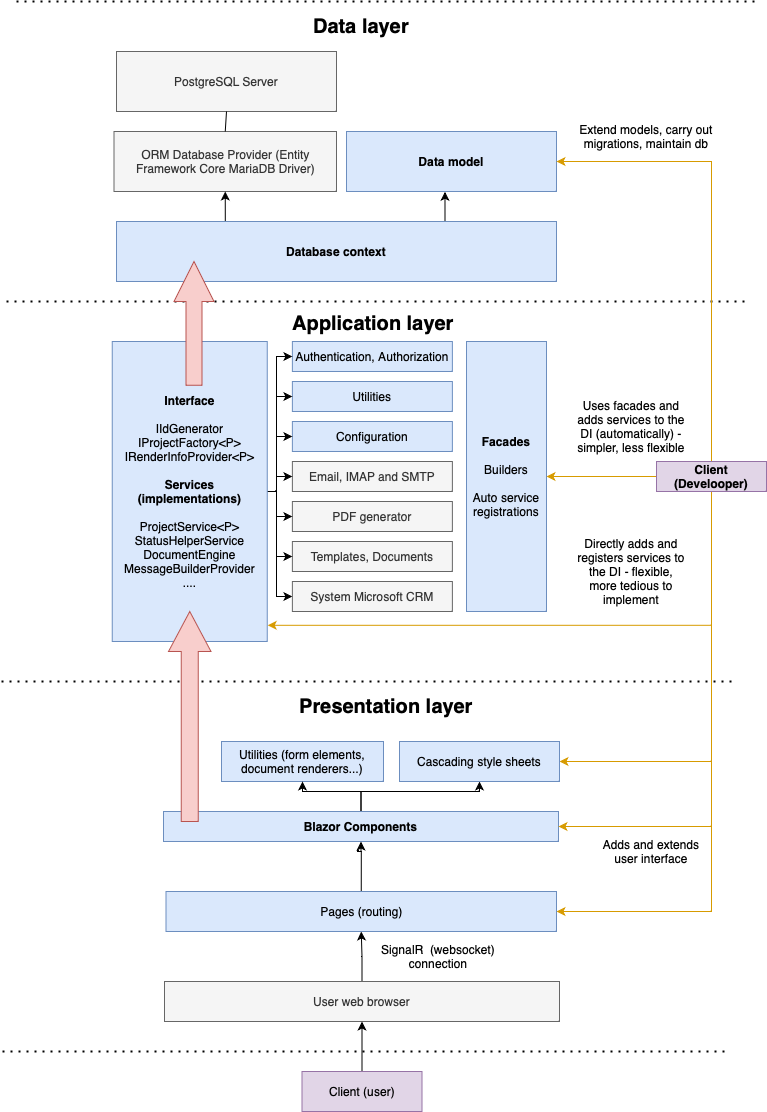 Data layer
PostgreSQL Server
ORM Database Provider (Entity
Framework Core MariaDB Driver)
Data model
Extend models, carry out
migrations, maintain db
Database context
Application layer
Interface
IIdGenerator
IProjectFactory<P>
IRenderInfoProvider<P>
Services
(implementations)
ProjectService<P>
StatusHelperService
DocumentEngine
MessageBuilderProvider
....
Authentication, Authorization
Utilities
Configuration
Email, IMAP and SMTP
PDF generator
Templates, Documents
System Microsoft CRM
Facades
Builders
Auto service
registrations
Uses facades and
adds services to the
DI (automatically) -
simpler, less flexible
Client
(Develooper)
Directly adds and
registers services to
the DI - flexible,
more tedious to
implement
Presentation layer
Utilities (form elements,
document renderers...)
Cascading style sheets
Blazor Components
Adds and extends
user interface
Pages (routing)
SignalR (websocket)
connection
User web browser
Client (user)